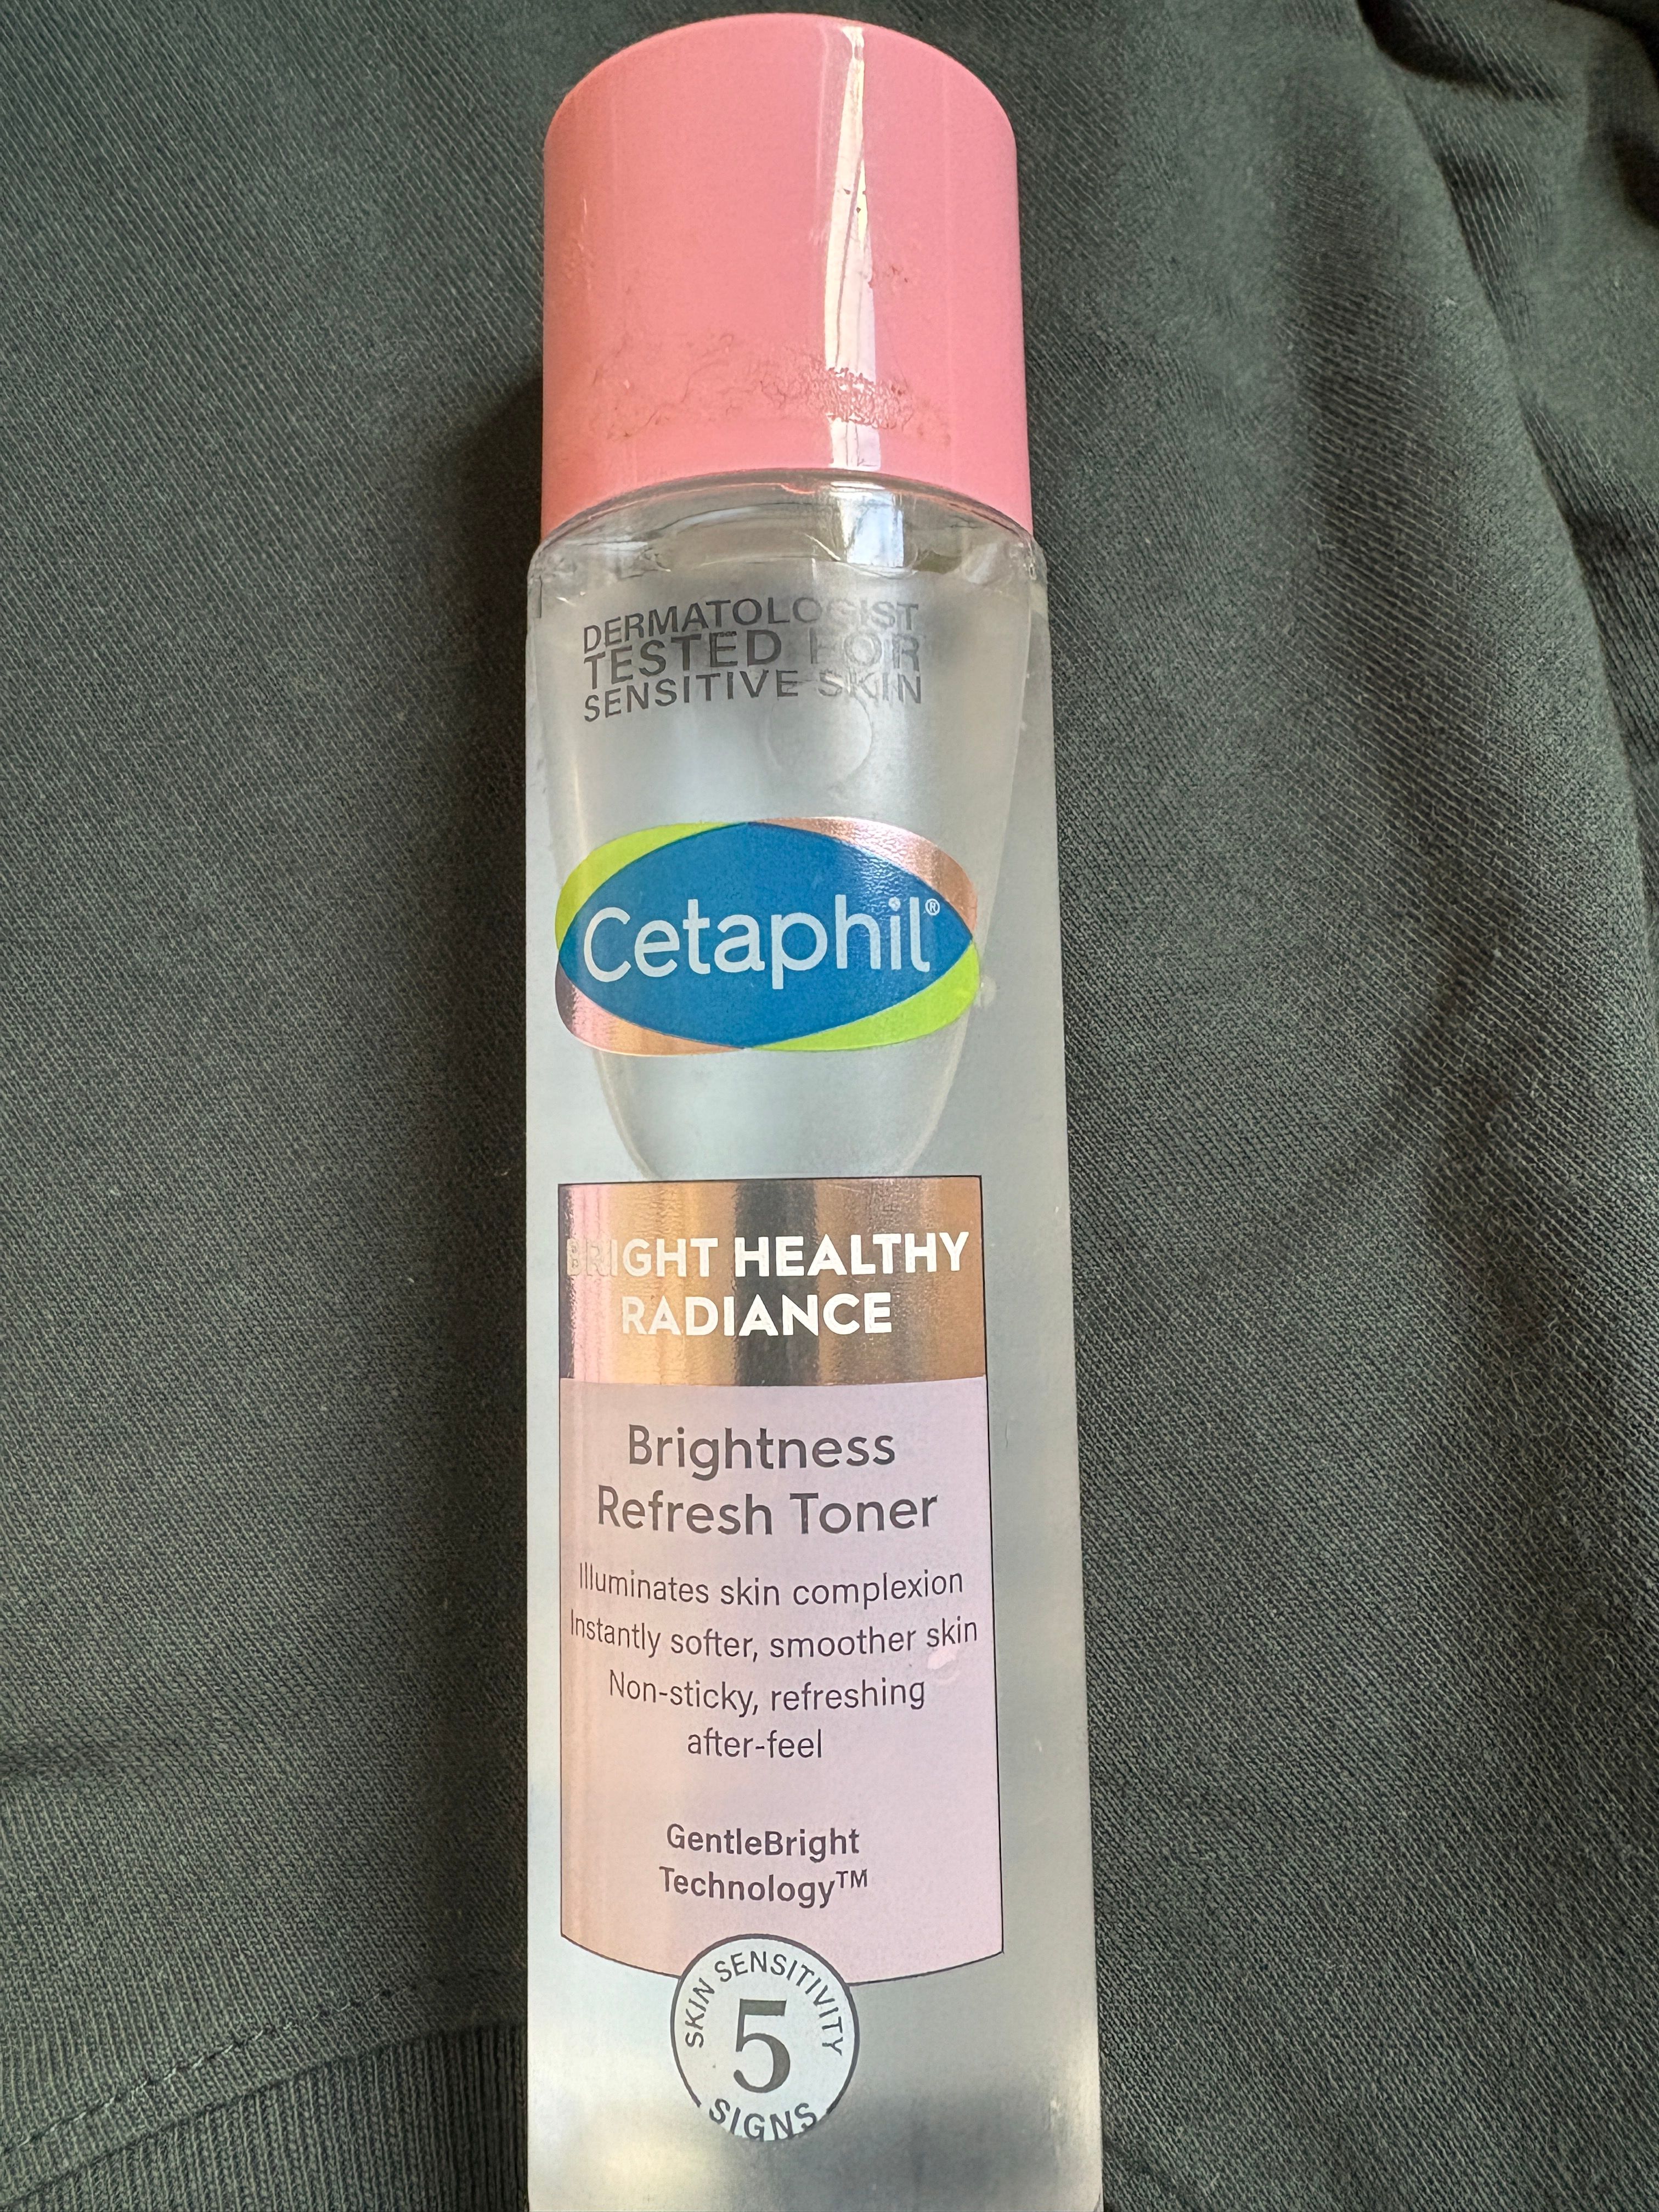 DERMATOLOGIST
TESTED FOR
SENSITIVE SKIN
Cetaphil®
BRIGHT HEALTHY
RADIANCE
Brightness
Refresh Toner
Illuminates skin complexion
Instantly softer, smoother skin
Non-sticky, refreshing
after-feel
GentleBright
Technology™
SKIN SENSITIVITY
5
SIGNS